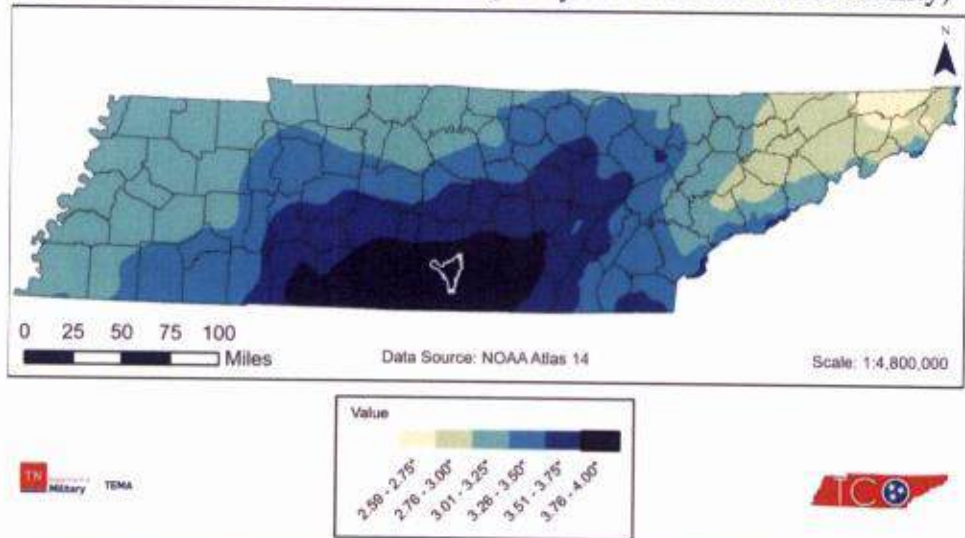 N
0 25 50 75 100
Miles
Data Source: NOAA Atlas 14
Scale: 1:4,800,000
Value
2.59 - 2.75"
2.76 - 3.00"
3.01 - 3.25"
3.26 - 3.50"
3.51 - 3.75"
3.76 - 4.00"
TN
Military
TEMA
TCO